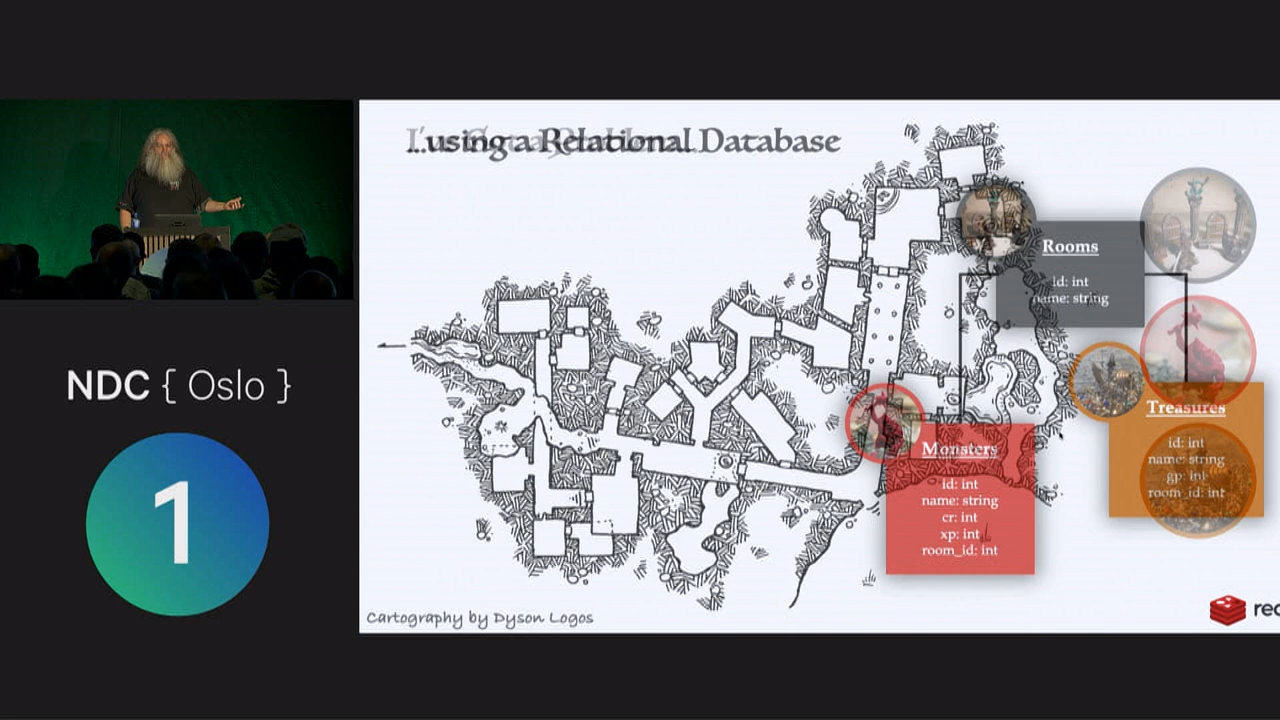 ...using a Relational Database
Rooms
id: int
name: string
Treasures
id: int
name: string
gp: int
room_id: int
Monsters
id: int
name: string
cr: int
xp: int
room_id: int
NDC { Oslo }
1
Cartography by Dyson Logos